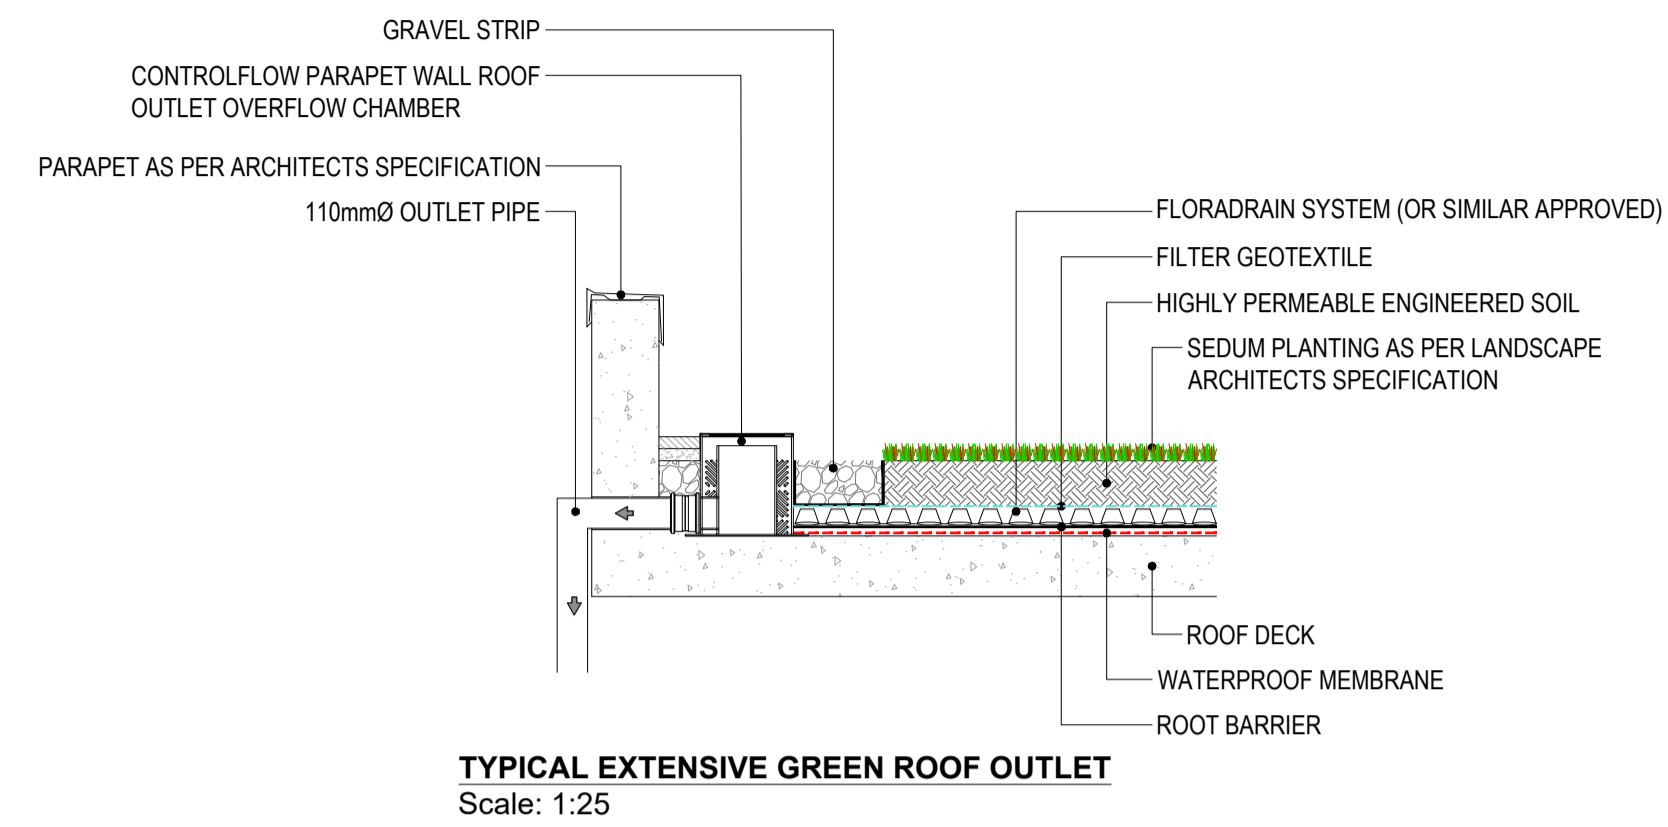 GRAVEL STRIP
CONTROLFLOW PARAPET WALL ROOF
OUTLET OVERFLOW CHAMBER
PARAPET AS PER ARCHITECTS SPECIFICATION
110mmØ OUTLET PIPE
FLORADRAIN SYSTEM (OR SIMILAR APPROVED)
FILTER GEOTEXTILE
HIGHLY PERMEABLE ENGINEERED SOIL
SEDUM PLANTING AS PER LANDSCAPE
ARCHITECTS SPECIFICATION
ROOF DECK
WATERPROOF MEMBRANE
ROOT BARRIER
TYPICAL EXTENSIVE GREEN ROOF OUTLET
Scale: 1:25